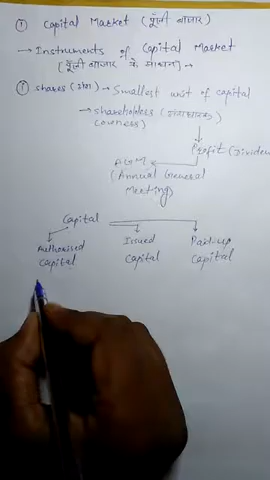 ① Capital Market (पूँजी बाजार)
→ Instruments of Capital Market
(पूँजी बाजार के साधन) →
① shares (अंश) → Smallest unit of capital
→ shareholders (अंशधारक)
(owners)
Profit (Dividen
AGM
(Annual General
Meeting)
Capital
Authorised Capital
Issued Capital
Paid-up Capital